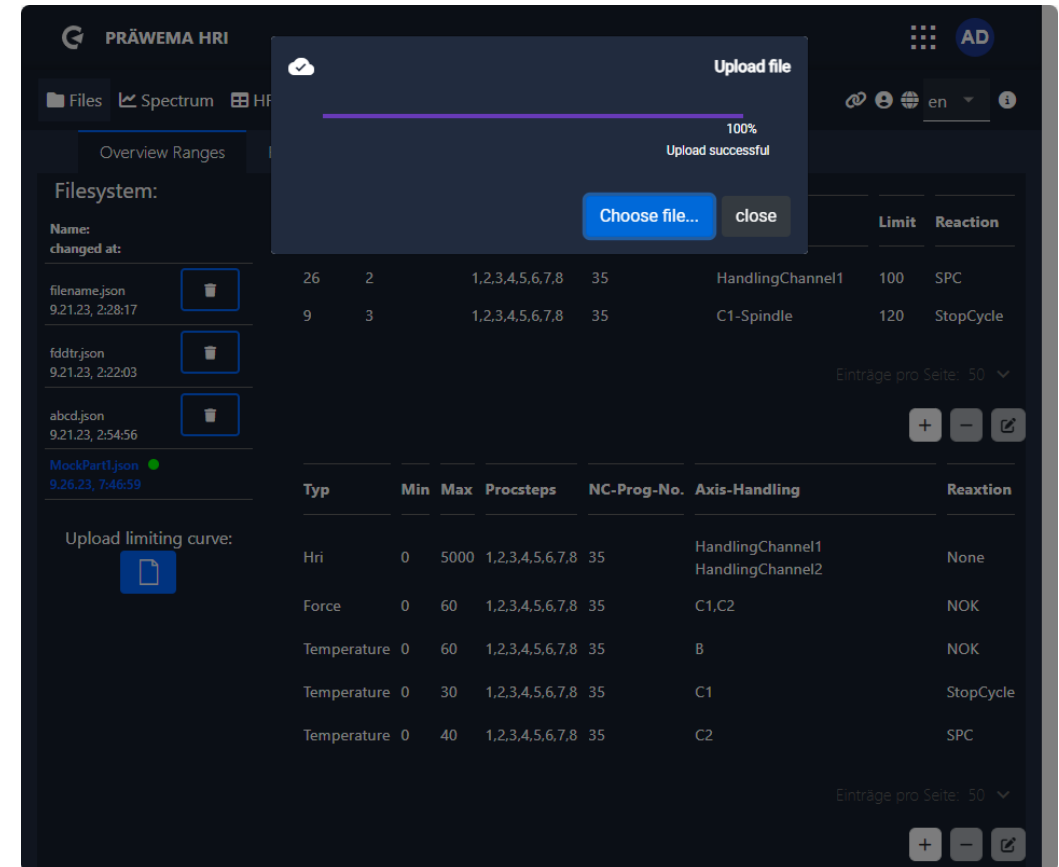 PRÄWEMA HRI
AD
Upload file
100%
Upload successful
Choose file...
close
Files
Spectrum
en
Overview Ranges
Filesystem:
Name:
changed at:
filename.json
9.21.23, 2:28:17
fddtr.json
9.21.23, 2:22:03
abcd.json
9.21.23, 2:54:56
MockPart1.json
9.26.23, 7:46:59
Upload limiting curve:
Limit Reaction
26 2 1,2,3,4,5,6,7,8 35 HandlingChannel1 100 SPC
9 3 1,2,3,4,5,6,7,8 35 C1-Spindle 120 StopCycle
Einträge pro Seite: 50
Typ Min Max Procsteps NC-Prog-No. Axis-Handling Reaxtion
Hri 0 5000 1,2,3,4,5,6,7,8 35 HandlingChannel1 None
HandlingChannel2
Force 0 60 1,2,3,4,5,6,7,8 35 C1,C2 NOK
Temperature 0 60 1,2,3,4,5,6,7,8 35 B NOK
Temperature 0 30 1,2,3,4,5,6,7,8 35 C1 StopCycle
Temperature 0 40 1,2,3,4,5,6,7,8 35 C2 SPC
Einträge pro Seite: 50